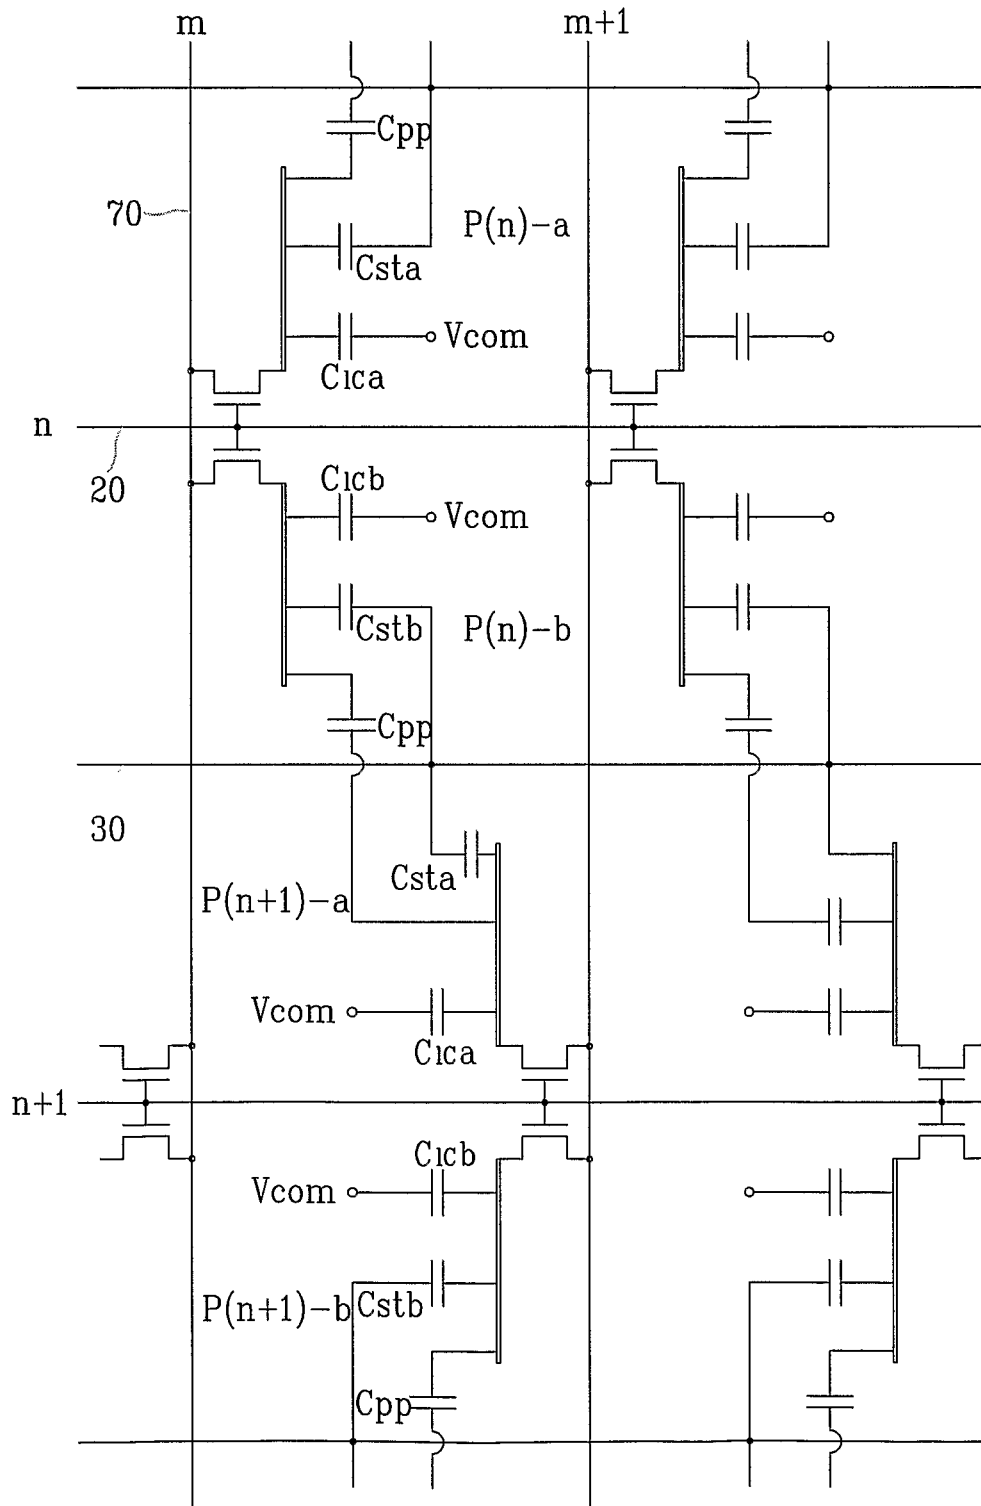 m
m+1
Cpp
70
P(n)-a
Csta
Vcom
Clca
n
20
Clcb
Vcom
Cstb
P(n)-b
Cpp
30
Csta
P(n+1)-a
Vcom
Clca
n+1
Clcb
Vcom
P(n+1)-b
Cstb
Cpp